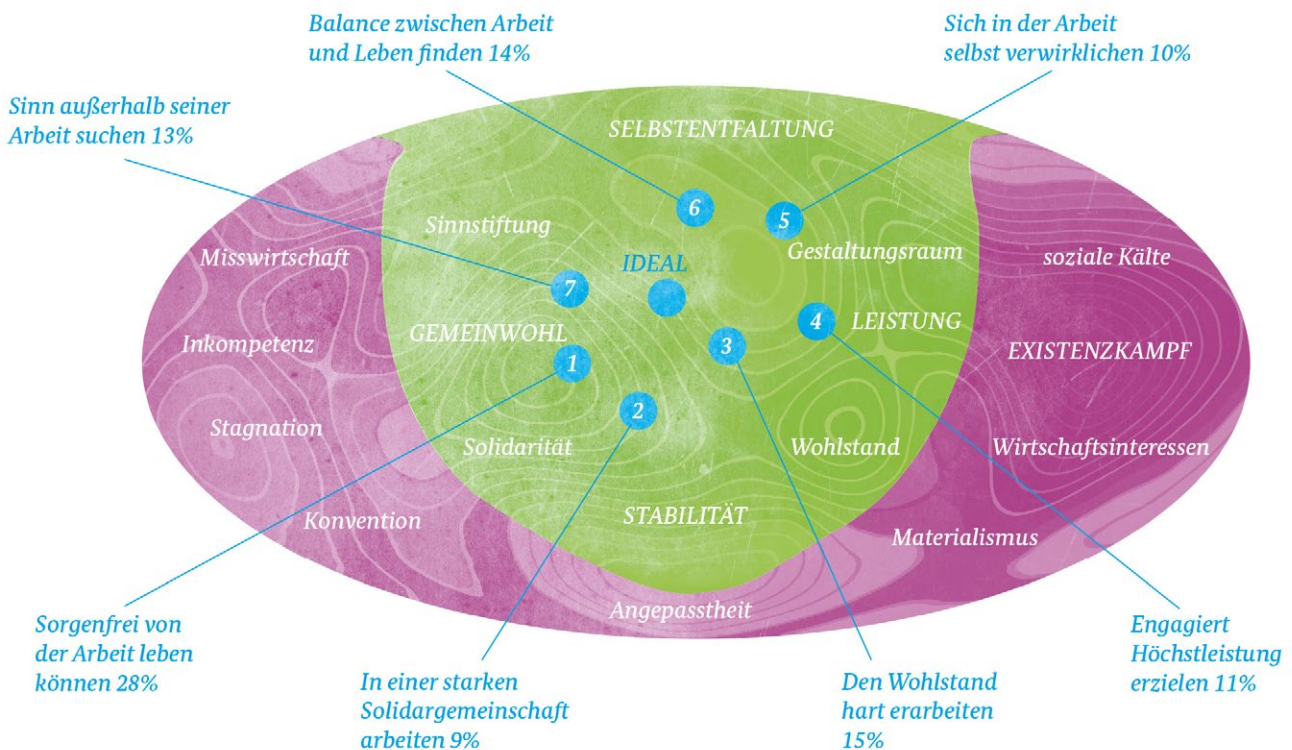 Balance zwischen Arbeit
und Leben finden 14%
Sich in der Arbeit
selbst verwirklichen 10%
Sinn außerhalb seiner
Arbeit suchen 13%
SELBSTENTFALTUNG
6
5
Sinnstiftung
Gestaltungsraum
Misswirtschaft
soziale Kälte
IDEAL
7
4
LEISTUNG
GEMEINWOHL
3
Inkompetenz
EXISTENZKAMPF
1
2
Stagnation
Solidarität
Wohlstand
Wirtschaftsinteressen
Konvention
STABILITÄT
Materialismus
Angepasstheit
Sorgenfrei von
der Arbeit leben
können 28%
In einer starken
Solidargemeinschaft
arbeiten 9%
Den Wohlstand
hart erarbeiten
15%
Engagiert
Höchstleistung
erzielen 11%